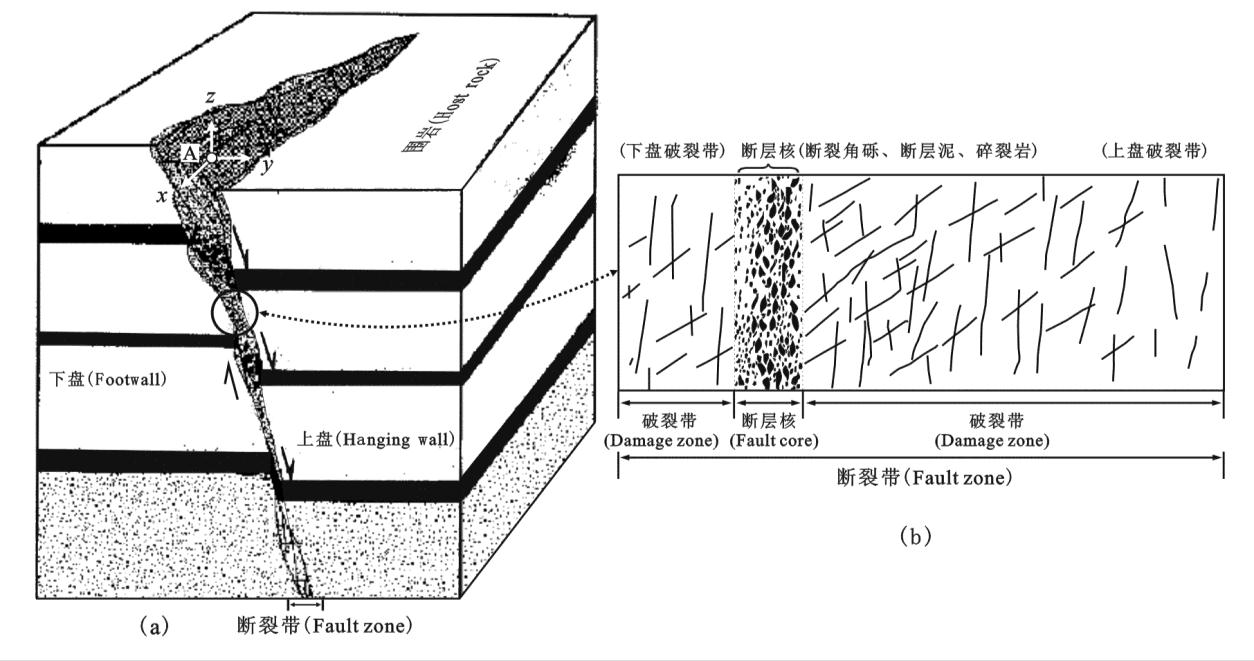 z
A
y
x
围岩(Host rock)
下盘(Footwall)
上盘(Hanging wall)
断裂带(Fault zone)
(a)
(下盘破裂带) 断层核(断裂角砾、断层泥、碎裂岩) (上盘破裂带)
破裂带 断层核 破裂带
(Damage zone) (Fault core) (Damage zone)
断裂带(Fault zone)
(b)